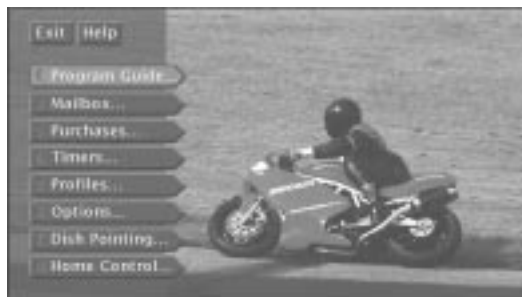 Exit Help
Program Guide
Mailbox...
Purchases..
Timers...
Profiles...
Options...
Dish Pointing...
Home Control..